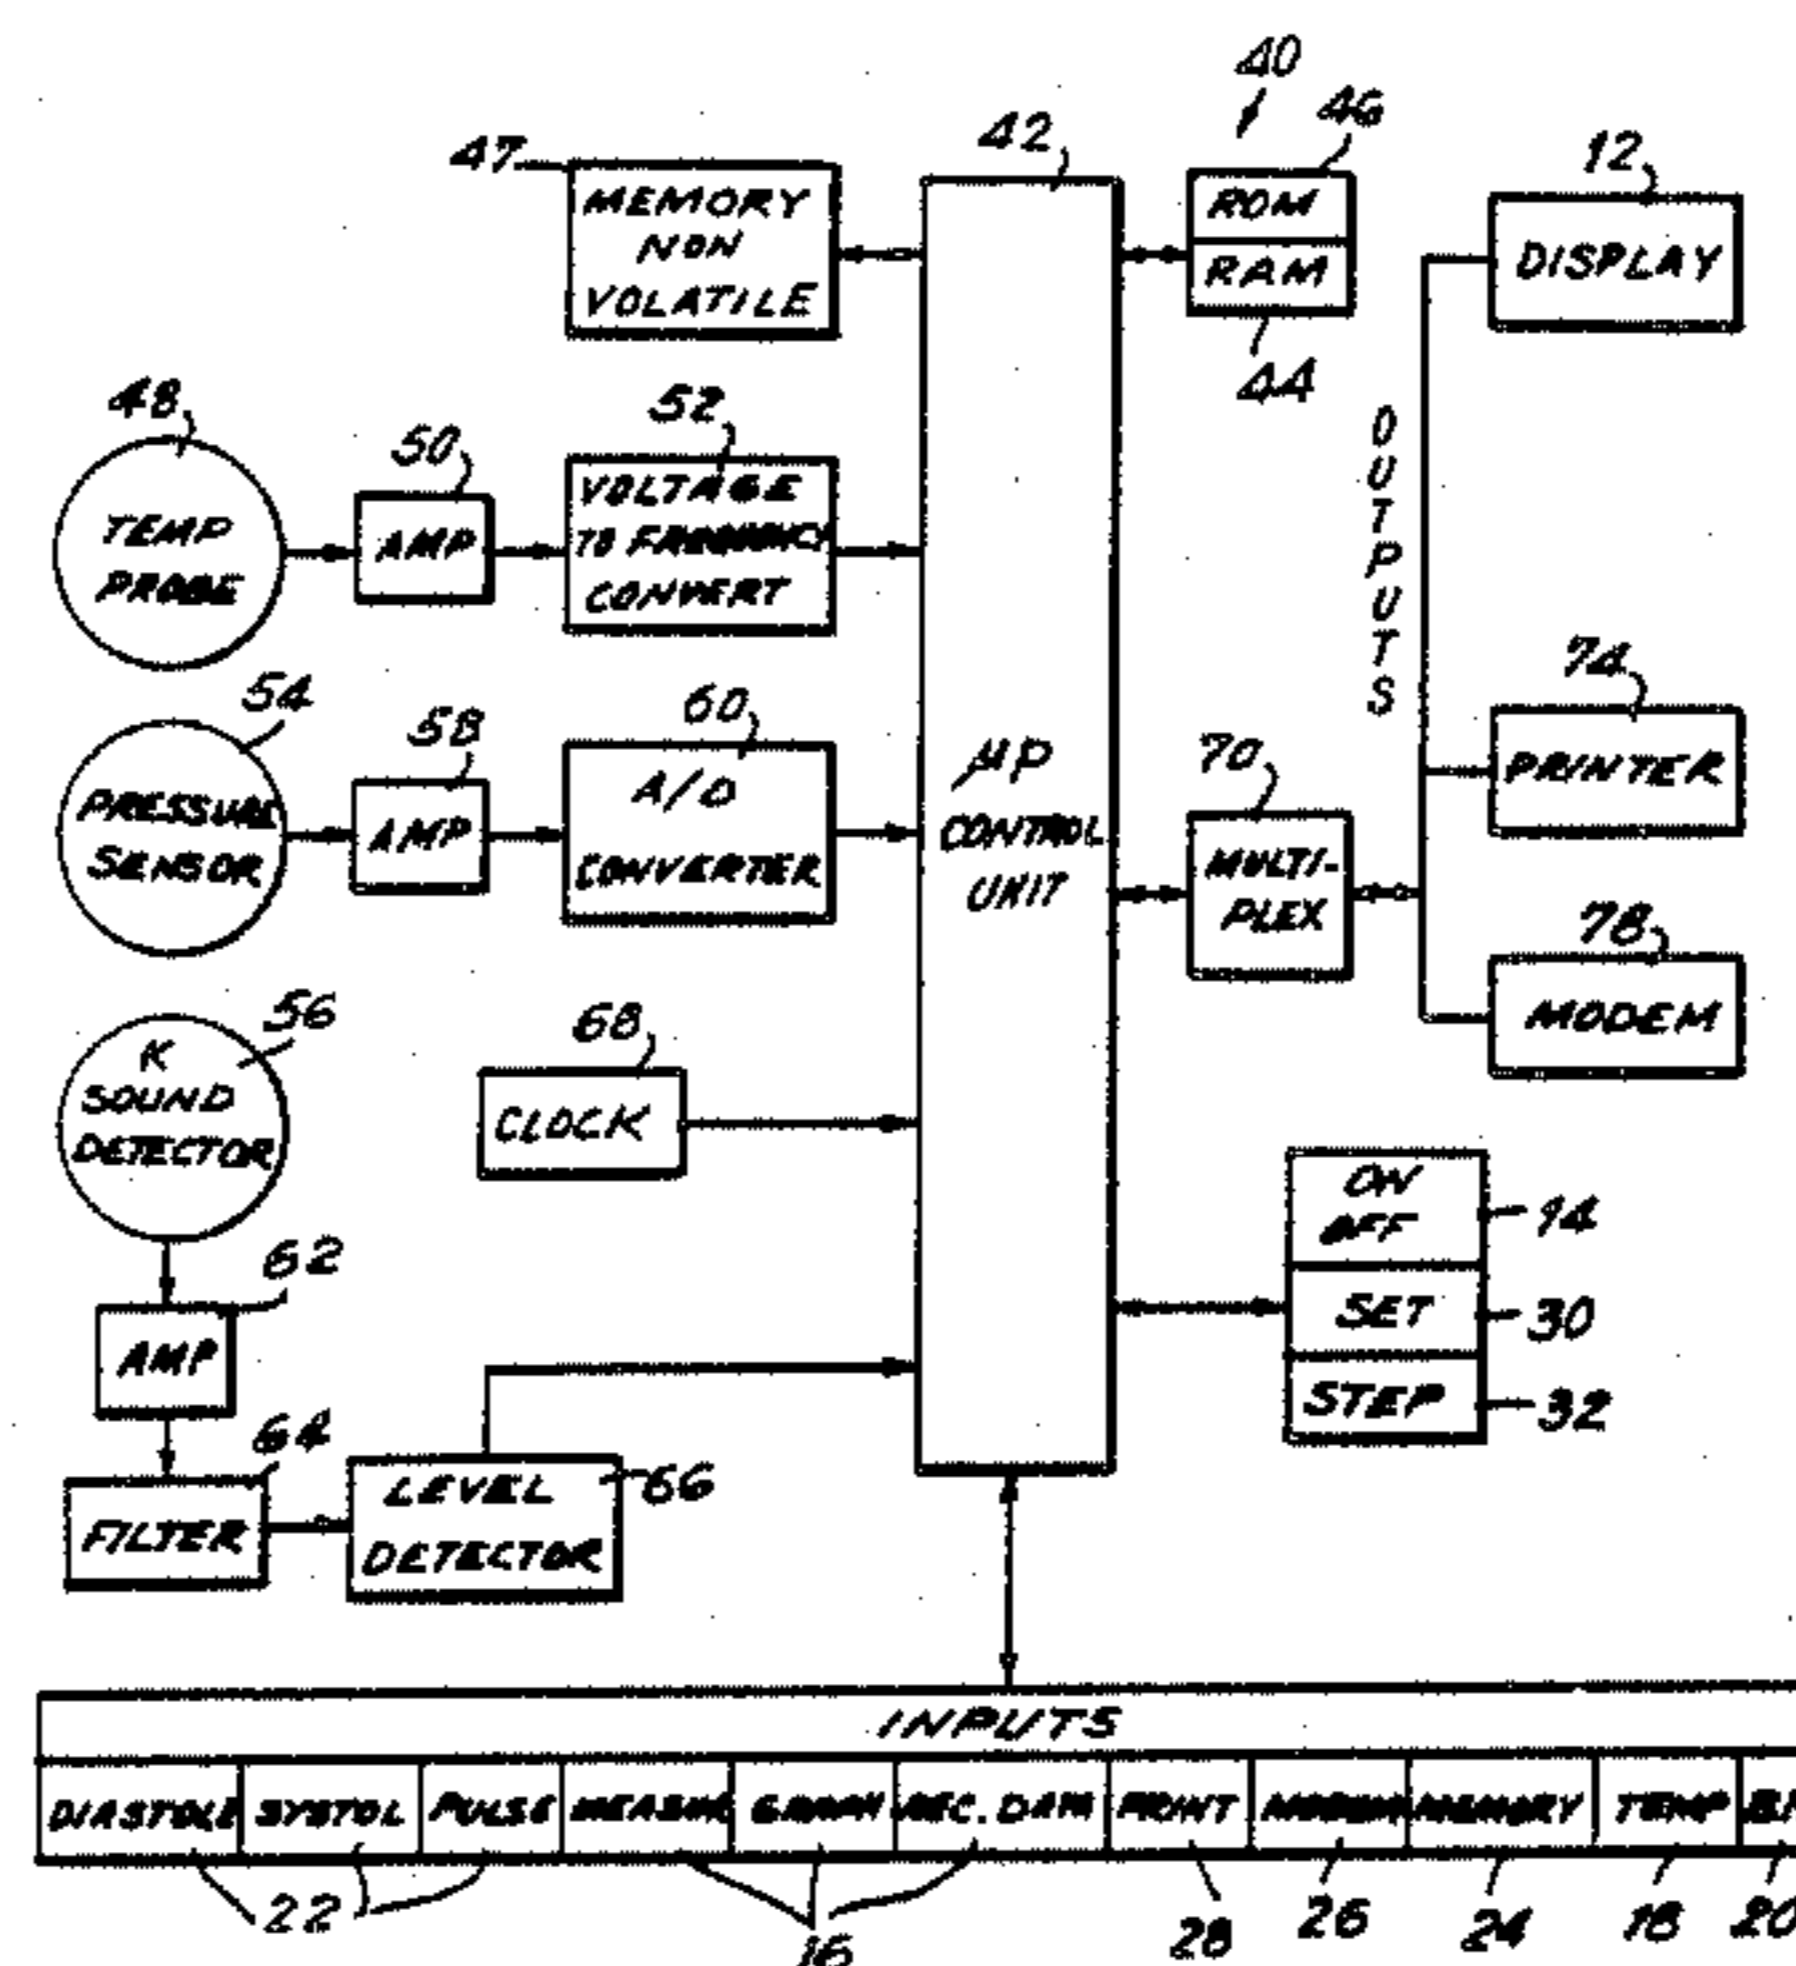 40
46
42
12
47
MEMORY
NON
VOLATILE
ROM
RAM
44
DISPLAY
48
TEMP
PROBE
50
AMP
52
VOLTAGE
TO FREQUENCY
CONVERT
OUTPUTS
54
PRESSURE
SENSOR
58
AMP
60
A/D
CONVERTER
μP
CONTROL
UNIT
70
MULTI-
PLEX
74
PRINTER
78
MODEM
56
K
SOUND
DETECTOR
68
CLOCK
62
AMP
64
FILTER
LEVEL
DETECTOR
66
ON
OFF
14
SET
30
STEP
32
INPUTS
DIASTOLE SYSTOL PULSE MEASUR GRAPH REC. DATA PRINT MODEM MEMORY TEMP
22 16 28 26 24 18 20